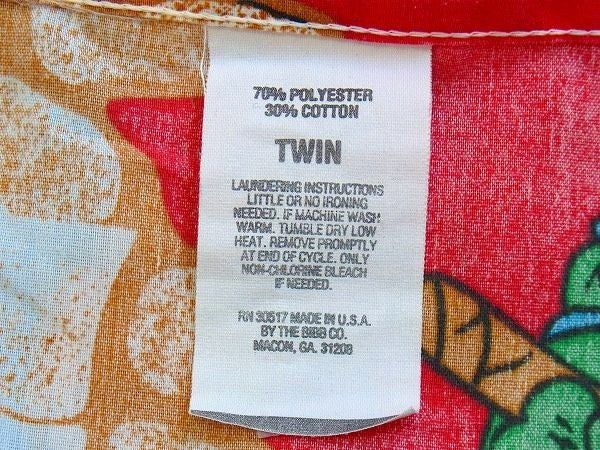 70% POLYESTER
30% COTTON
TWIN
LAUNDERING INSTRUCTIONS
LITTLE OR NO IRONING
NEEDED. IF MACHINE WASH
WARM. TUMBLE DRY LOW
HEAT. REMOVE PROMPTLY
AT END OF CYCLE. ONLY
NON-CHLORINE BLEACH
IF NEEDED.
RN 30517 MADE IN U.S.A.
BY THE BIBB CO.
MACON, GA. 31208